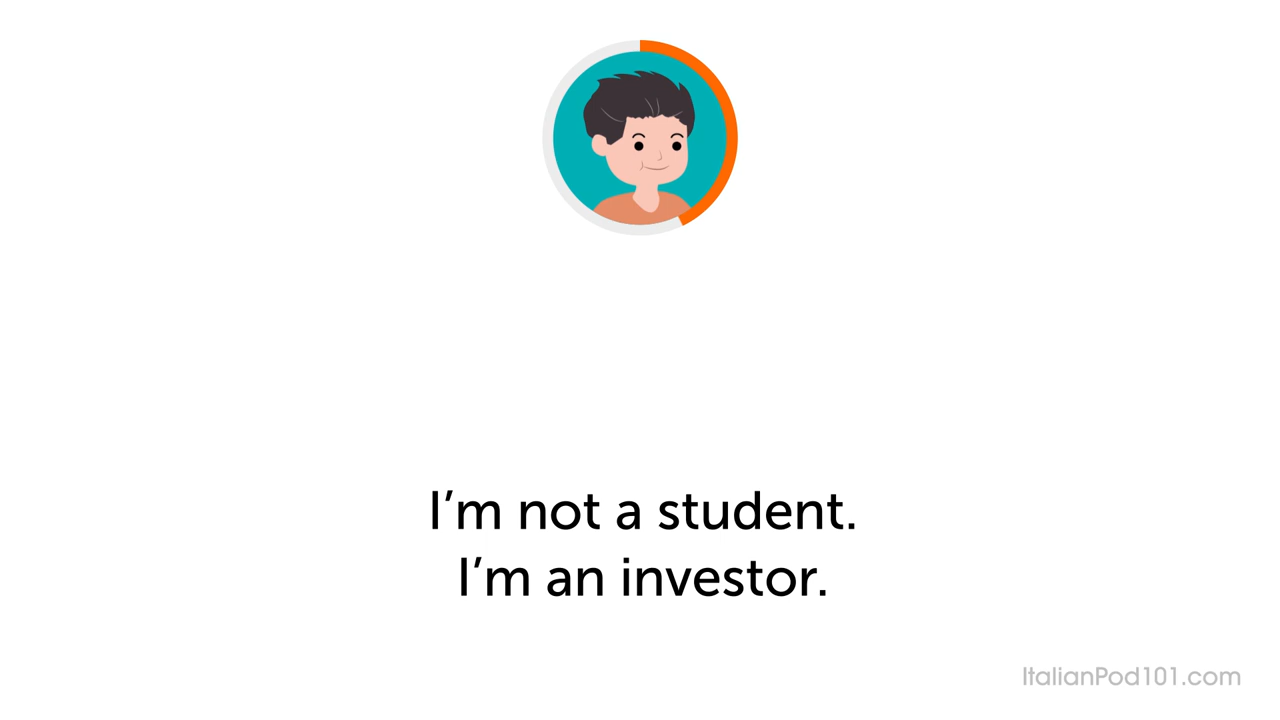 I’m not a student.
I’m an investor.
ItalianPod101.com